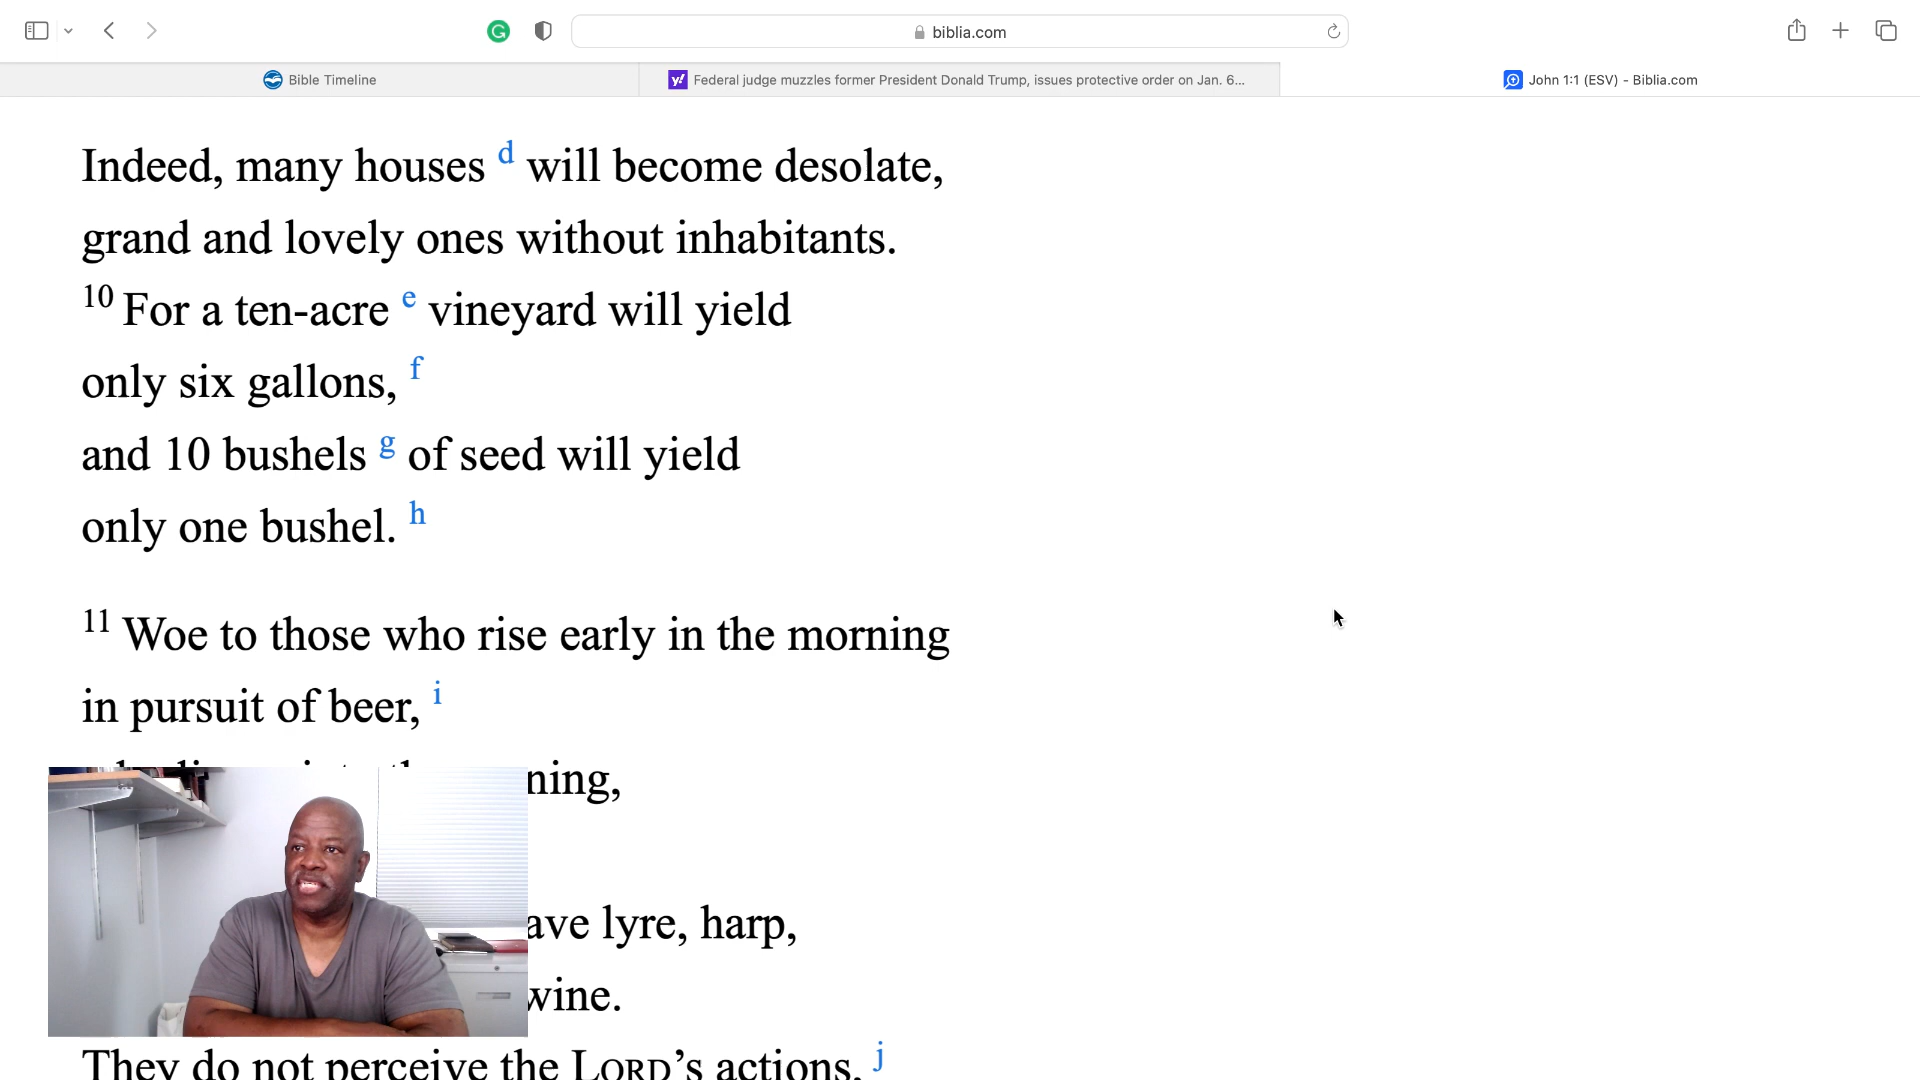 biblia.com
Bible Timeline
Federal judge muzzles former President Donald Trump, issues protective order on Jan. 6...
John 1:1 (ESV) - Biblia.com
Indeed, many houses d will become desolate,
grand and lovely ones without inhabitants.
10 For a ten-acre e vineyard will yield
only six gallons, f
and 10 bushels g of seed will yield
only one bushel. h
11 Woe to those who rise early in the morning
in pursuit of beer, i
ning,
ave lyre, harp,
wine.
They do not perceive the LORD’s actions, j